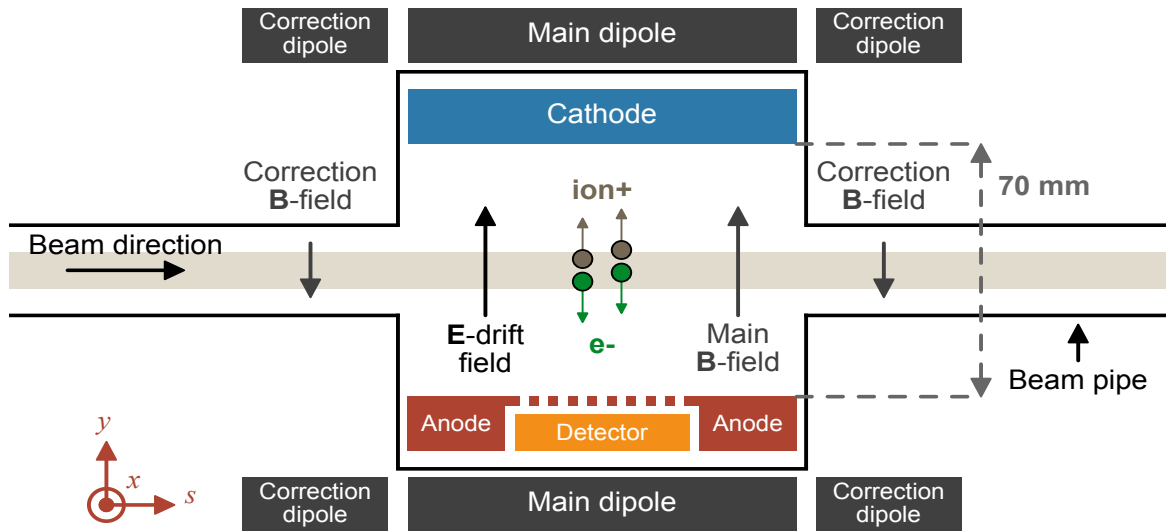 Correction
dipole
Main dipole
Correction
dipole
Cathode
Correction
B-field
ion+
Correction
B-field
70 mm
Beam direction
E-drift
field
e-
Main
B-field
Beam pipe
Anode
Detector
Anode
y
x
s
Correction
dipole
Main dipole
Correction
dipole